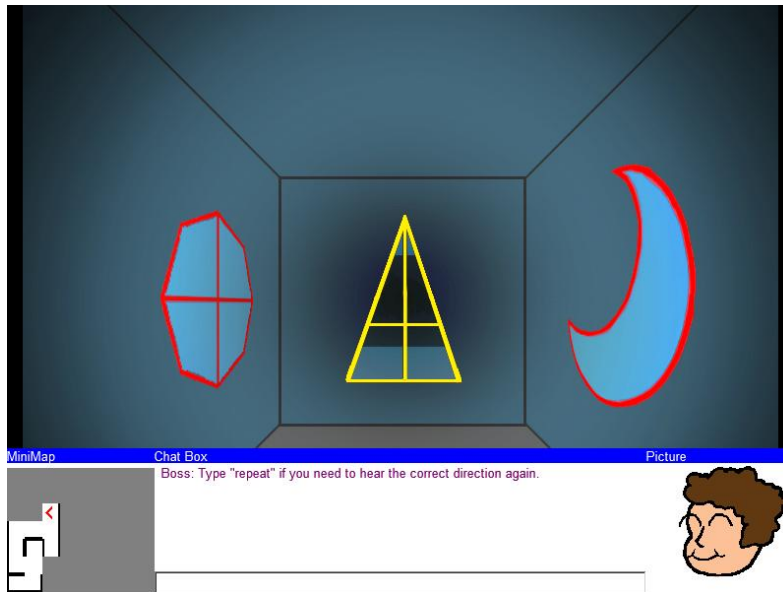 MiniMap Chat Box Picture
Boss: Type "repeat" if you need to hear the correct direction again.